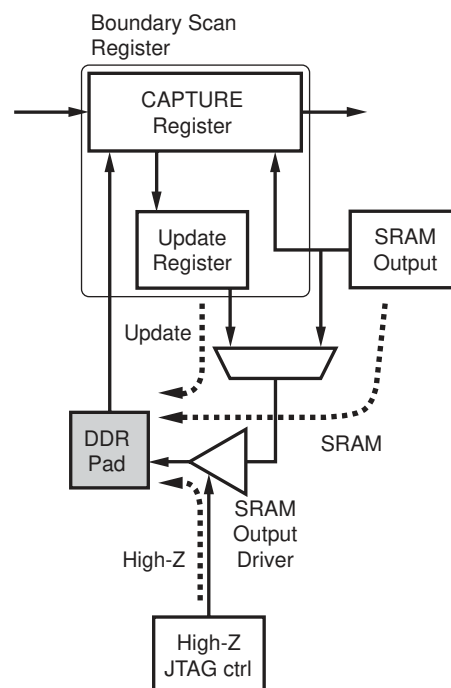 Boundary Scan
Register
CAPTURE
Register
Update
Register
SRAM
Output
Update
SRAM
DDR
Pad
SRAM
Output
Driver
High-Z
High-Z
JTAG ctrl